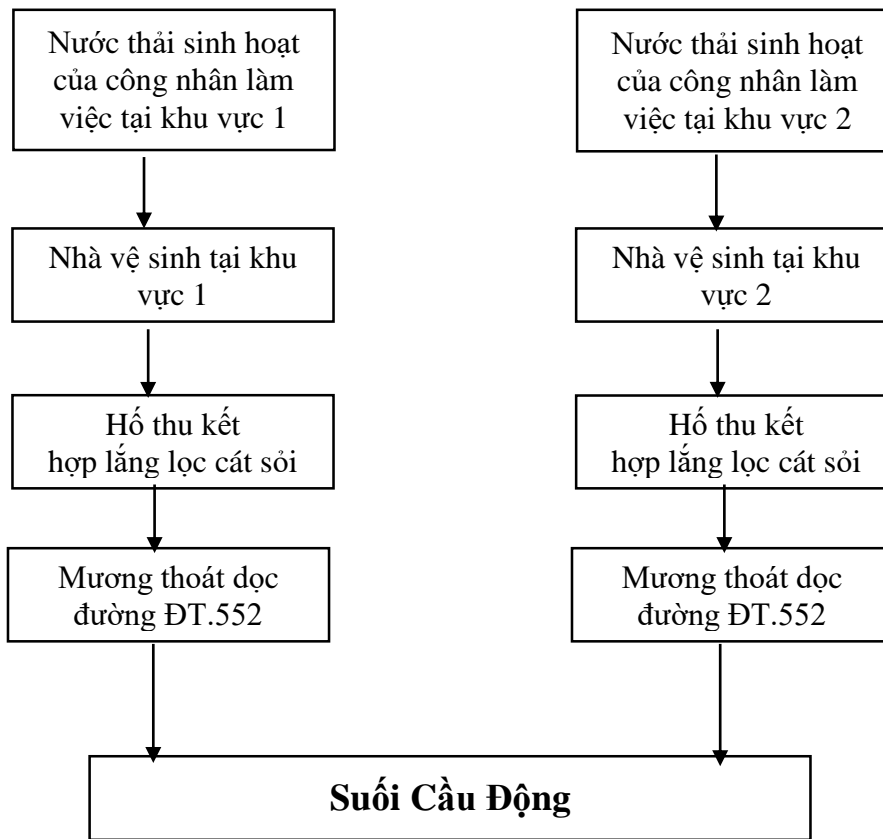 Nước thải sinh hoạt
của công nhân làm
việc tại khu vực 1
Nhà vệ sinh tại khu
vực 1
Hố thu kết
hợp lắng lọc cát sỏi
Mương thoát dọc
đường ĐT.552
Nước thải sinh hoạt
của công nhân làm
việc tại khu vực 2
Nhà vệ sinh tại khu
vực 2
Hố thu kết
hợp lắng lọc cát sỏi
Mương thoát dọc
đường ĐT.552
Suối Cầu Động